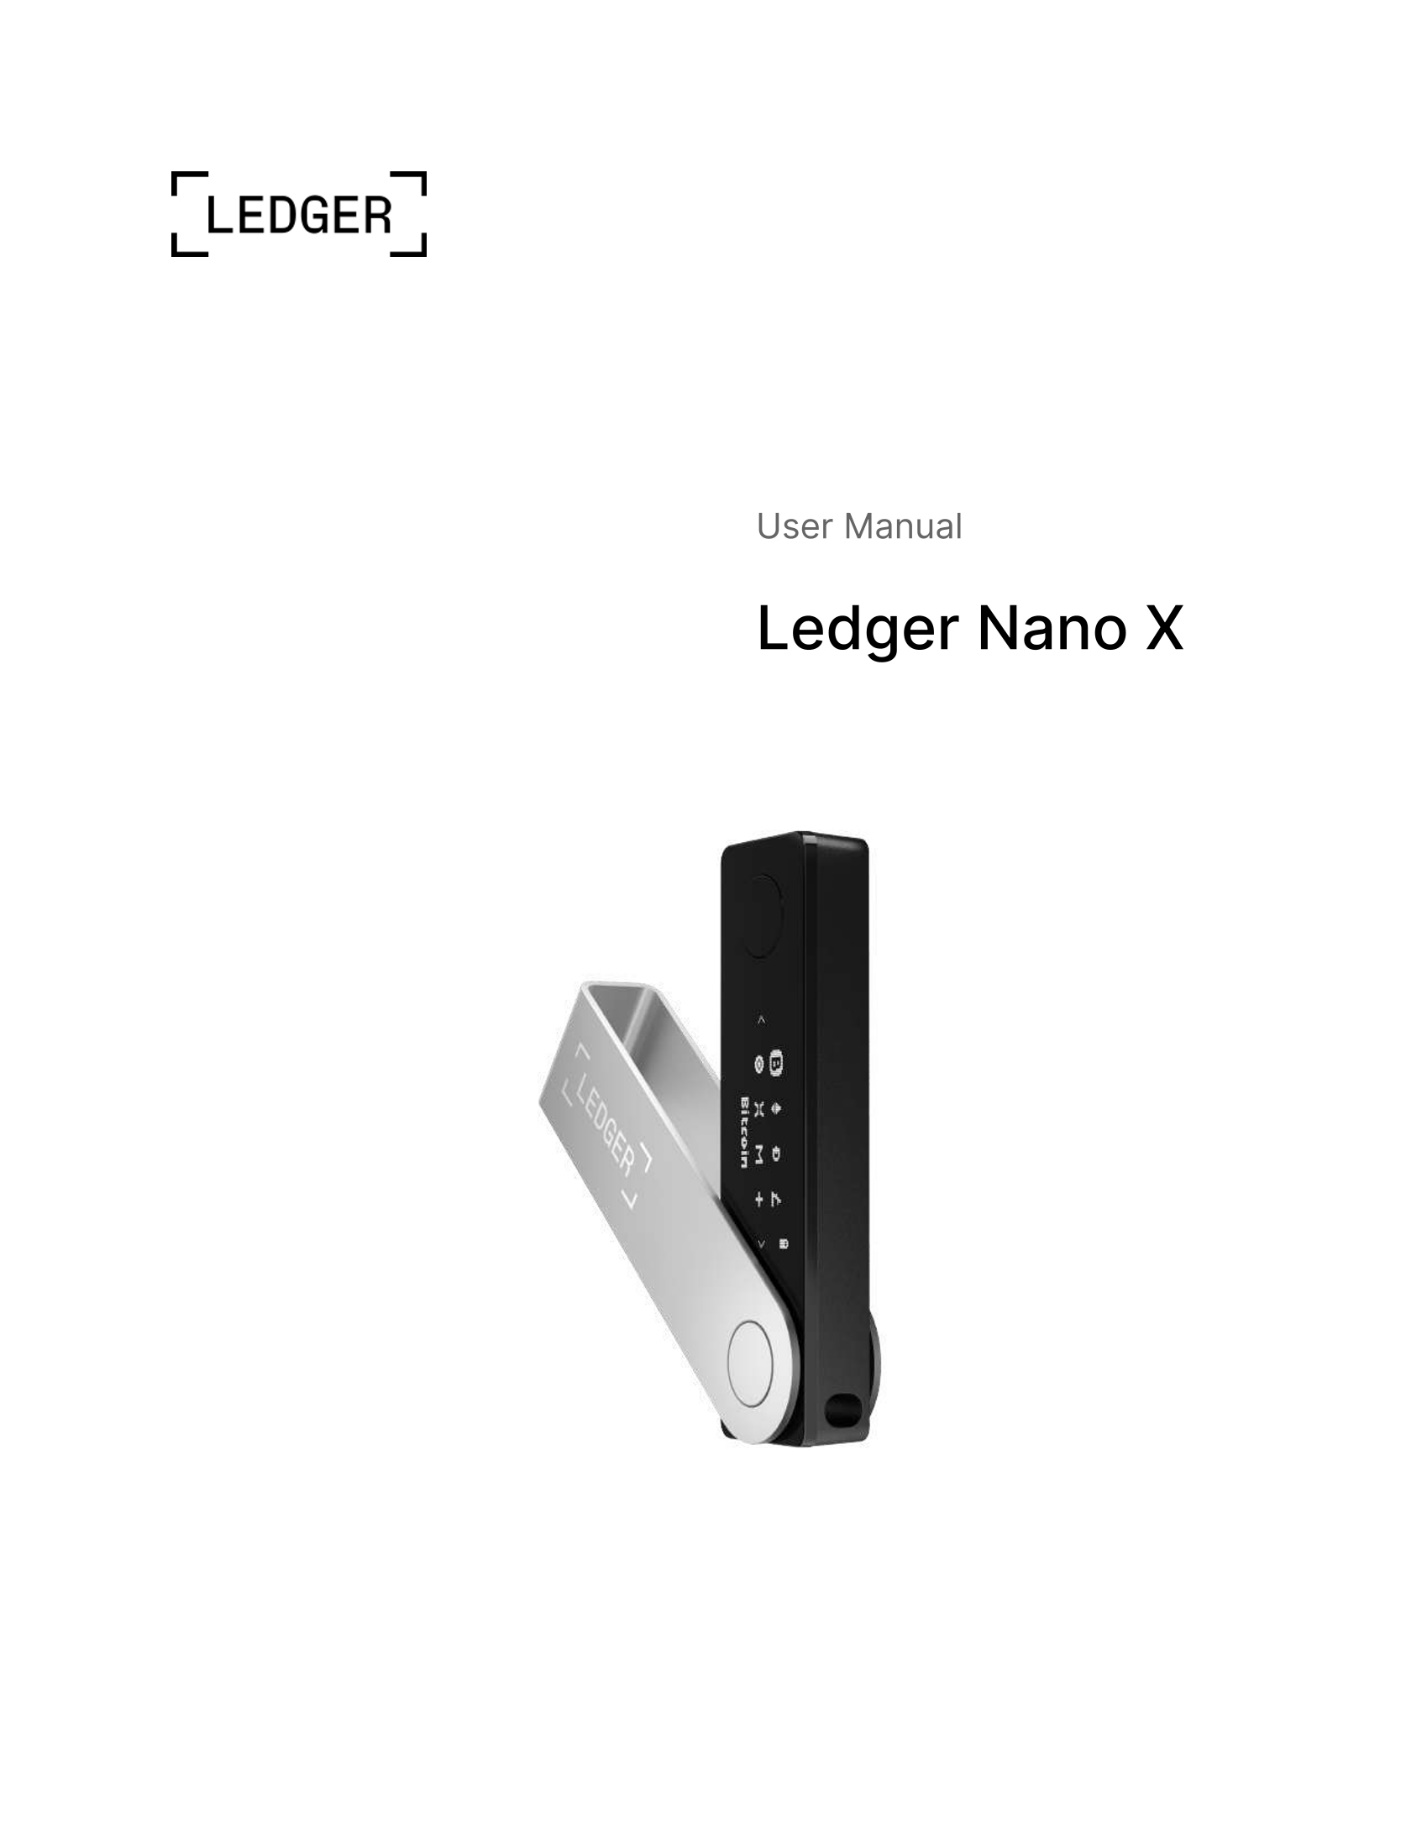 LEDGER
User Manual
Ledger Nano X
LEDGER
Bitcoin